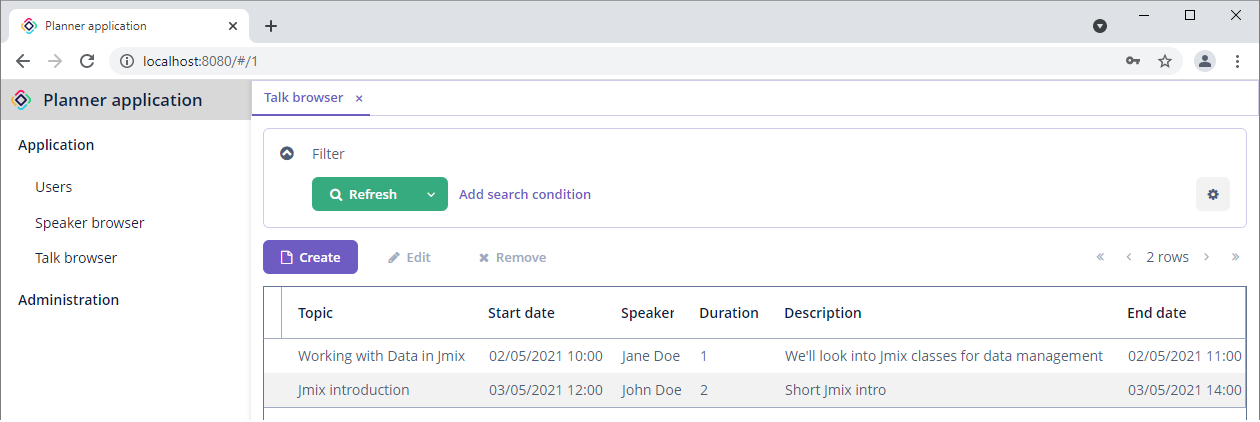 Planner application
localhost:8080/#/1
Planner application
Application
Users
Speaker browser
Talk browser
Administration
Talk browser
Filter
Refresh Add search condition
Create Edit Remove 2 rows
Topic Start date Speaker Duration Description End date
Working with Data in Jmix 02/05/2021 10:00 Jane Doe 1 We'll look into Jmix classes for data management 02/05/2021 11:00
Jmix introduction 03/05/2021 12:00 John Doe 2 Short Jmix intro 03/05/2021 14:00